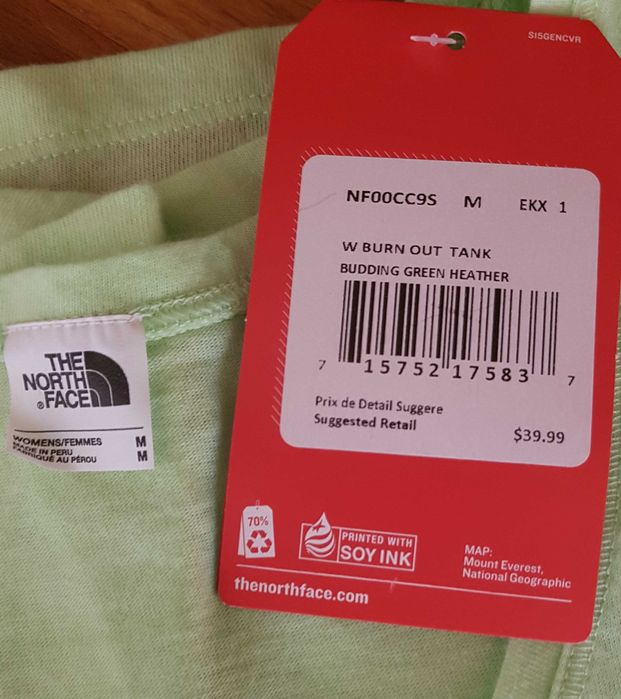 SI5GENCVR
NF00CC9S M EKX 1
W BURN OUT TANK
BUDDING GREEN HEATHER
7 15752 17583 7
Prix de Detail Suggere
Suggested Retail
$39.99
70%
PRINTED WITH
SOY INK
MAP:
Mount Everest,
National Geographic
thenorthface.com
THE
NORTH
FACE
®
WOMENS/FEMMES M
MADE IN PERU
FABRIQUÉ AU PÉROU M